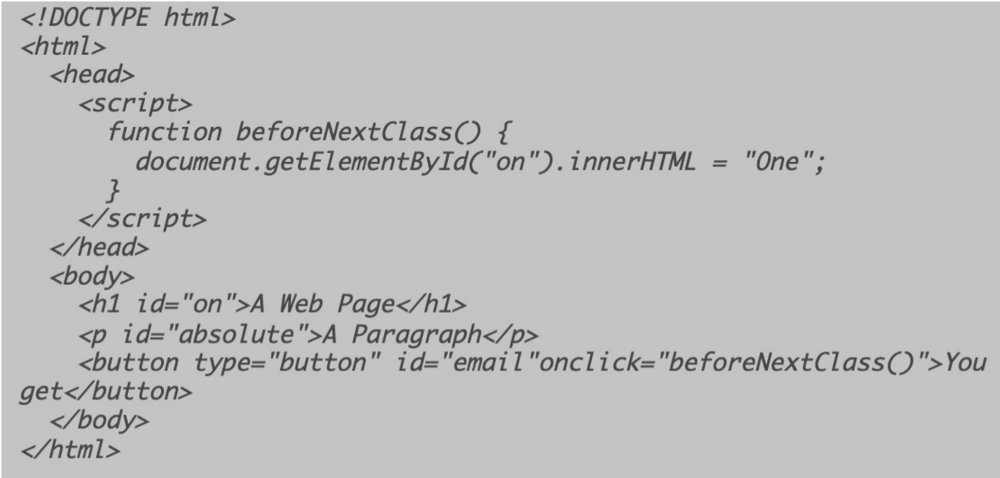 <!DOCTYPE html>
<html>
  <head>
    <script>
      function beforeNextClass() {
        document.getElementById("on").innerHTML = "One";
      }
    </script>
  </head>
  <body>
    <h1 id="on">A Web Page</h1>
    <p id="absolute">A Paragraph</p>
    <button type="button" id="email"onclick="beforeNextClass()">You
get</button>
  </body>
</html>